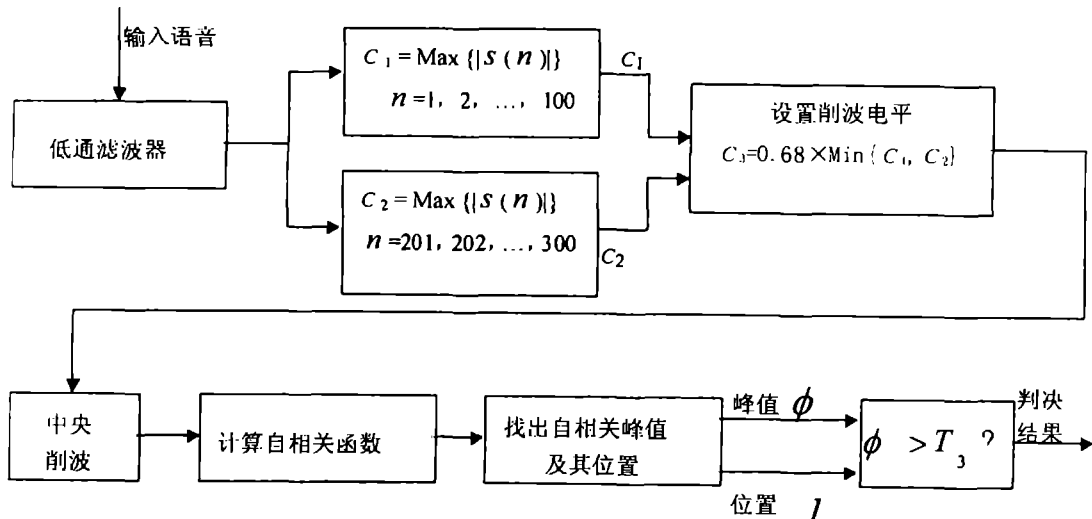 输入语音
低通滤波器
C₁ = Max {|s(n)|}
n=1, 2, …, 100
C₁
C₂ = Max {|s(n)|}
n=201, 202, …, 300
C₂
设置削波电平
C₃=0.68×Min{C₁, C₂}
中央
削波
计算自相关函数
找出自相关峰值
及其位置
峰值 ϕ
位置 l
ϕ >T₃ ?
判决
结果